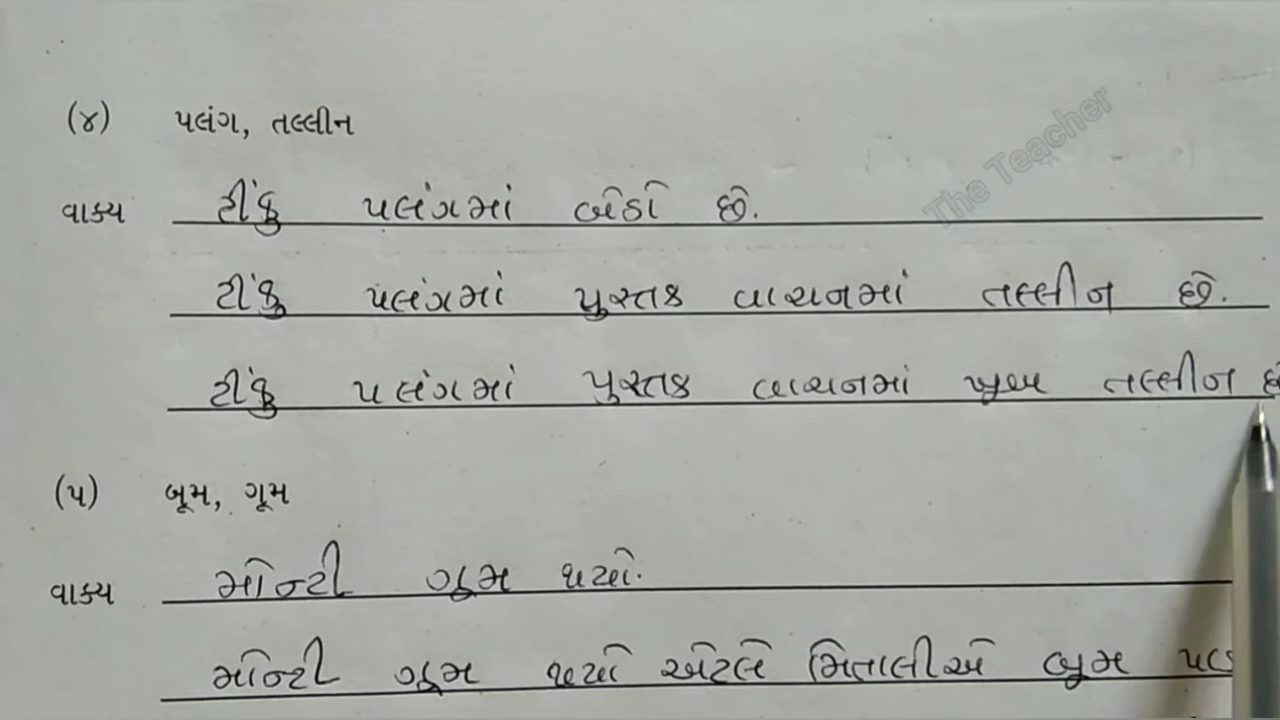 The Teacher
(૪) પલંગ, તલ્લીન
વાક્ય ટીંકુ પલંગમાં બેઠો છે.
ટીંકુ પલંગમાં પુસ્તક વાચનમાં તલ્લીન છે.
ટીંકુ પલંગમાં પુસ્તક વાચનમાં ખુબ તલ્લીન છે
(૫) બૂમ, ગૂમ
વાક્ય મોન્ટી ગુમ થયો.
મોન્ટી ગુમ થયો એટલે મિતાલીએ બુમ